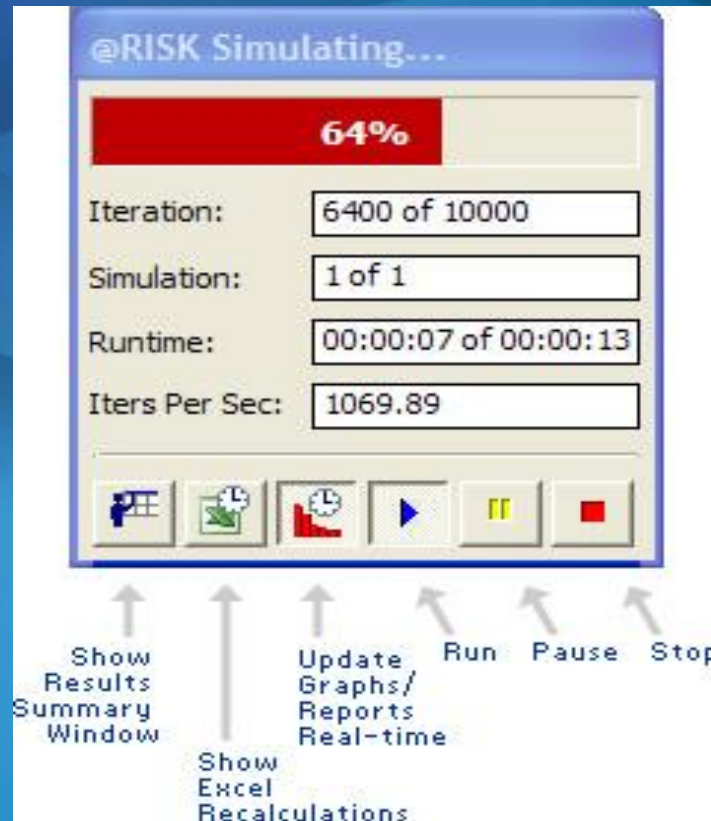 @RISK Simulating...
64%
Iteration: 6400 of 10000
Simulation: 1 of 1
Runtime: 00:00:07 of 00:00:13
Iters Per Sec: 1069.89
Show
Results
Summary
Window
Show
Excel
Recalculations
Update
Graphs/
Reports
Real-time
Run
Pause
Stop